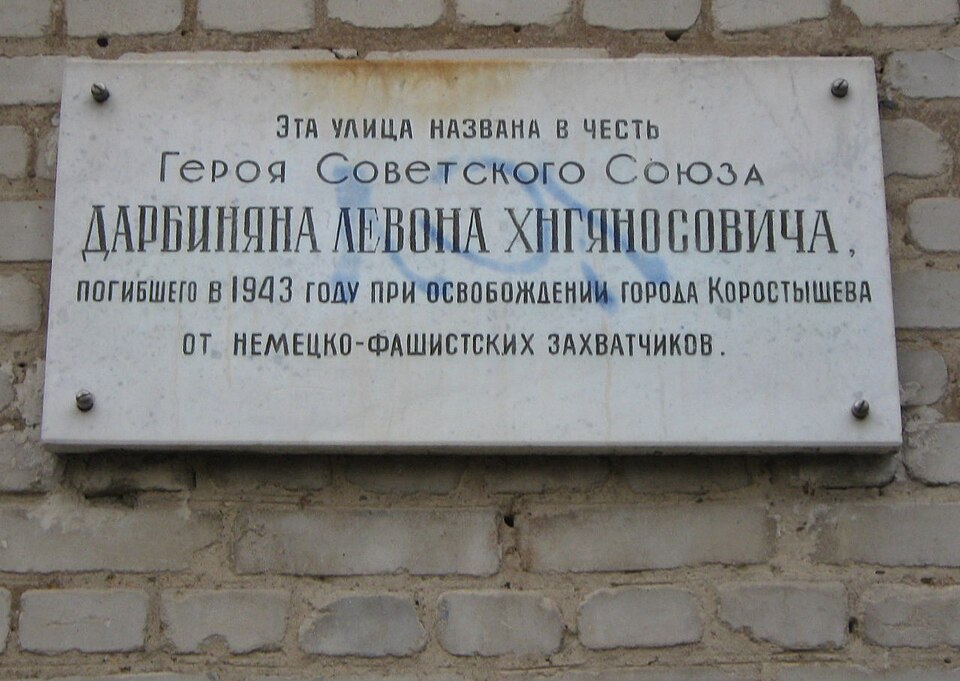 Эта улица названа в честь
Героя Советского Союза
ДАРБИНЯНА ЛЕВОНА ХНГЯНОСОВИЧА,
погибшего в 1943 году при освобождении города Коростышева
от немецко-фашистских захватчиков.